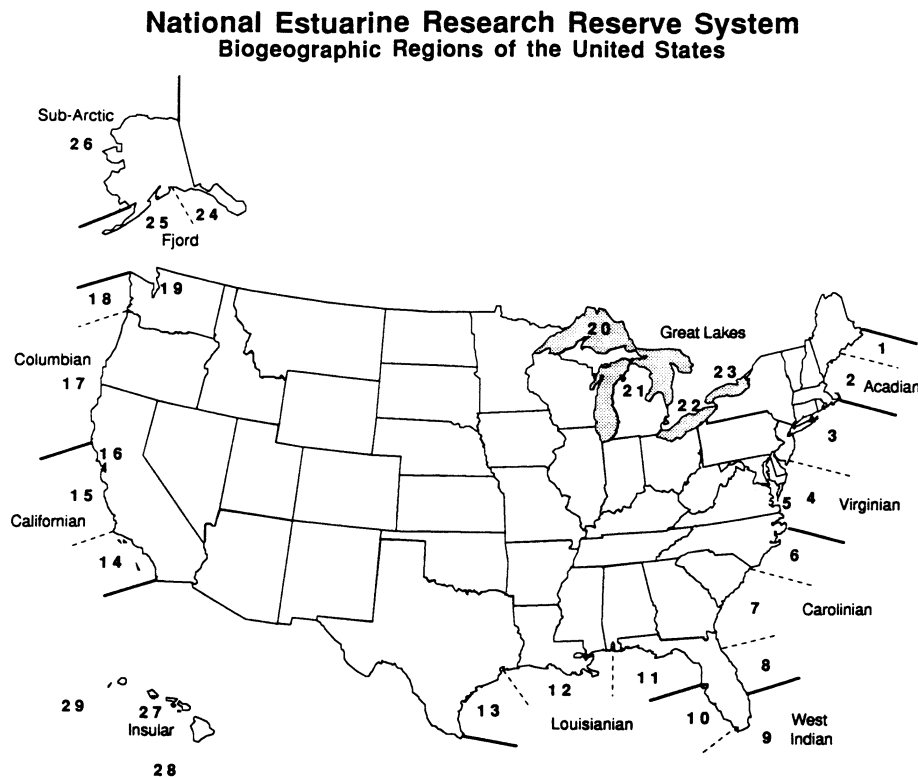 National Estuarine Research Reserve System
Biogeographic Regions of the United States
Sub-Arctic
26
25
24
Fjord
18
19
20
Great Lakes
1
Columbian
17
23
2
Acadian
21
22
3
16
15
Californian
5
4
Virginian
14
6
7
Carolinian
8
11
12
13
Louisianian
10
9
West
Indian
29
27
Insular
28